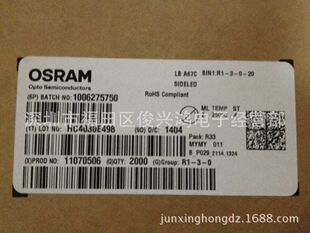 OSRAM
Opto Semiconductors
LB A67C
SIDELED
BIN1:R1-3-0-20
RoHS Compliant
(6P) BATCH NO:1006275750
ML TEMP ST
(1T) LOT NO: HC4030E498
(9D) D/C: 1404
Pack: R33
MYMY 011
(X)PROD NO: 11070506
(Q)QTY: 2000
(G)Group: R1-3-0
深圳市福田区俊兴鸿电子经营部
junxinghongdz.1688.com